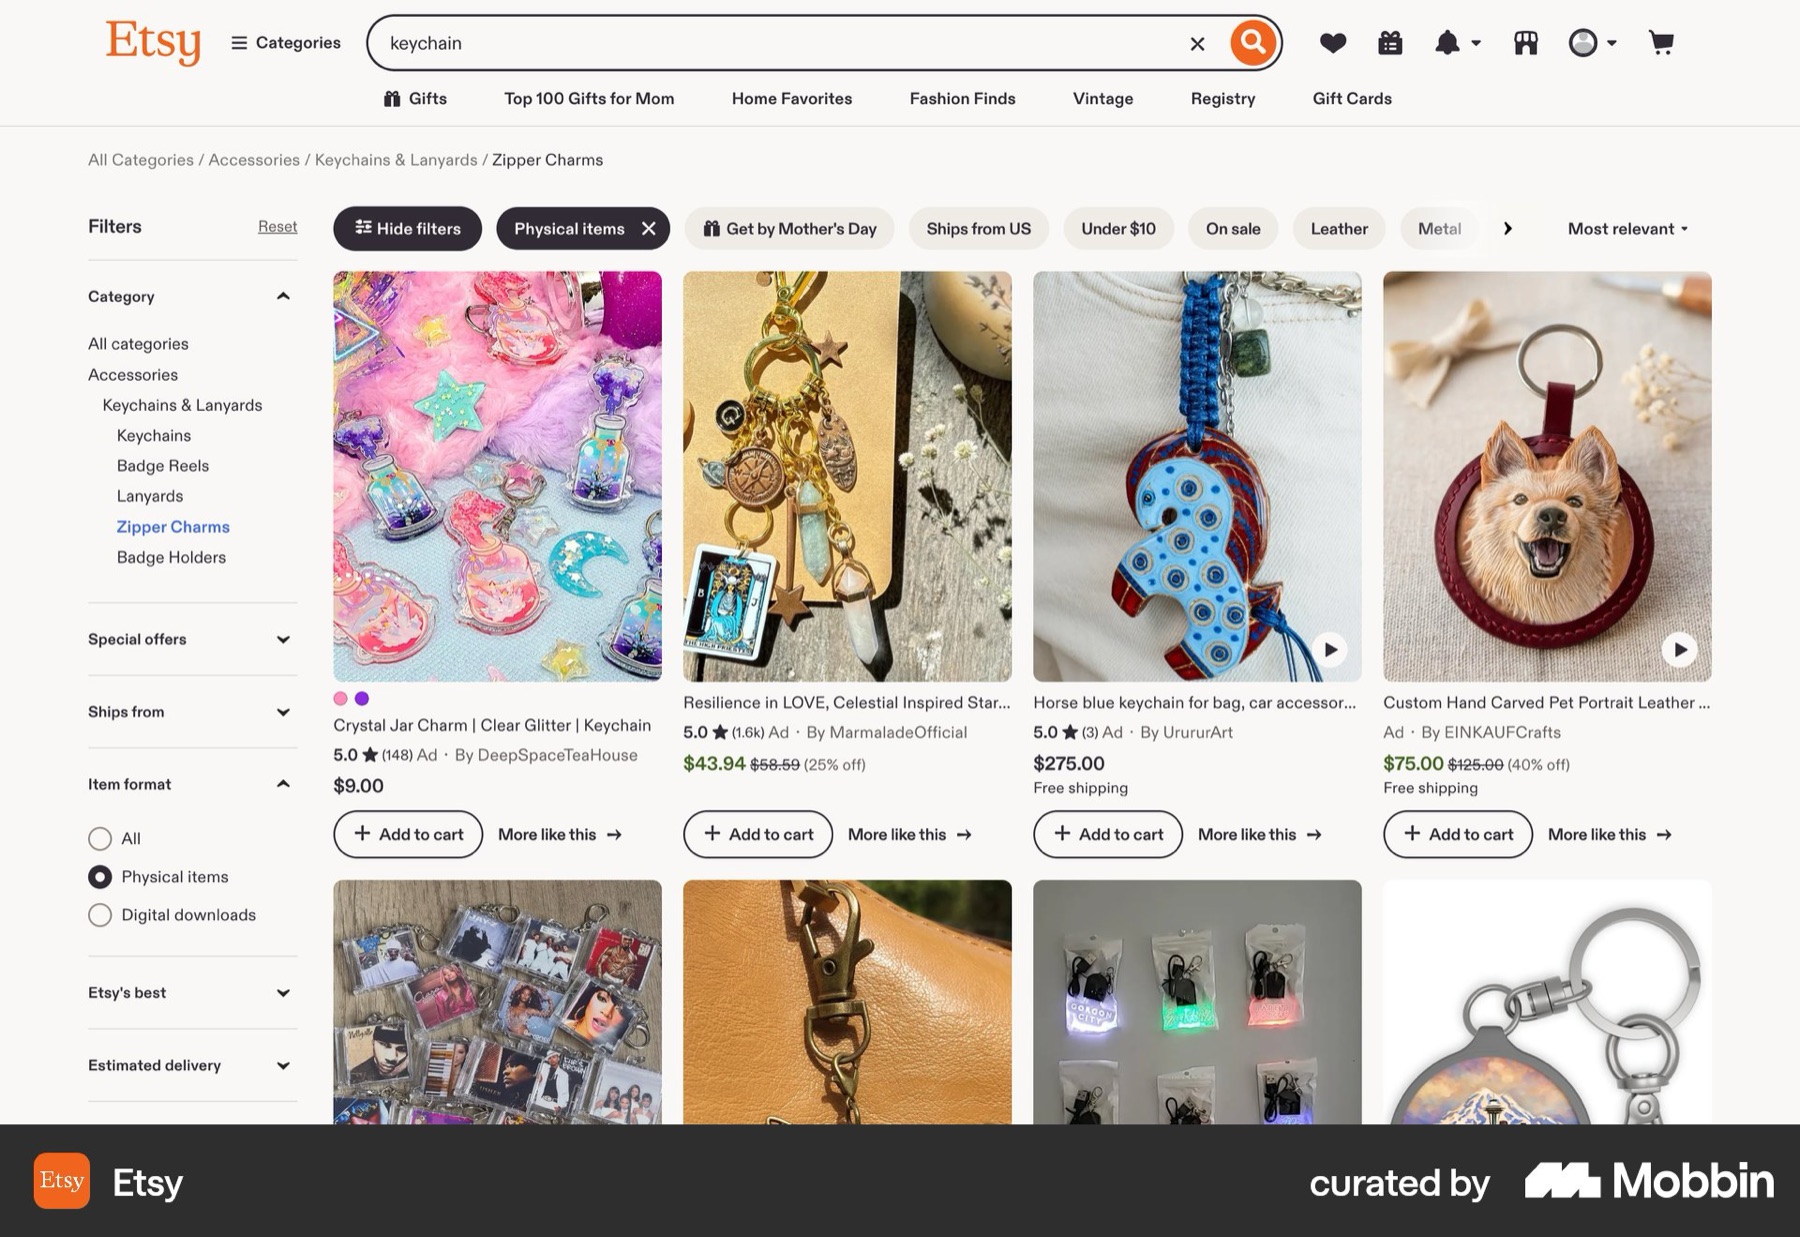 Etsy
Categories
keychain
Gifts
Top 100 Gifts for Mom
Home Favorites
Fashion Finds
Vintage
Registry
Gift Cards
All Categories / Accessories / Keychains & Lanyards / Zipper Charms
Filters
Reset
Category
All categories
Accessories
Keychains & Lanyards
Keychains
Badge Reels
Lanyards
Zipper Charms
Badge Holders
Special offers
Ships from
Item format
All
Physical items
Digital downloads
Etsy's best
Estimated delivery
Hide filters
Physical items
Get by Mother's Day
Ships from US
Under $10
On sale
Leather
Metal
Most relevant
Crystal Jar Charm | Clear Glitter | Keychain
5.0 ★ (148) Ad · By DeepSpaceTeaHouse
$9.00
+ Add to cart
More like this →
G
B J
THE HIGH PRIESTESS
Resilience in LOVE, Celestial Inspired Star...
5.0 ★ (1.6k) Ad · By MarmaladeOfficial
$43.94 $58.59 (25% off)
+ Add to cart
More like this →
Horse blue keychain for bag, car accessor...
5.0 ★ (3) Ad · By UrururArt
$275.00
Free shipping
+ Add to cart
More like this →
Custom Hand Carved Pet Portrait Leather ...
Ad · By EINKAUFCrafts
$75.00 $125.00 (40% off)
Free shipping
+ Add to cart
More like this →
GORGON
CITY
Etsy
Etsy
curated by
Mobbin